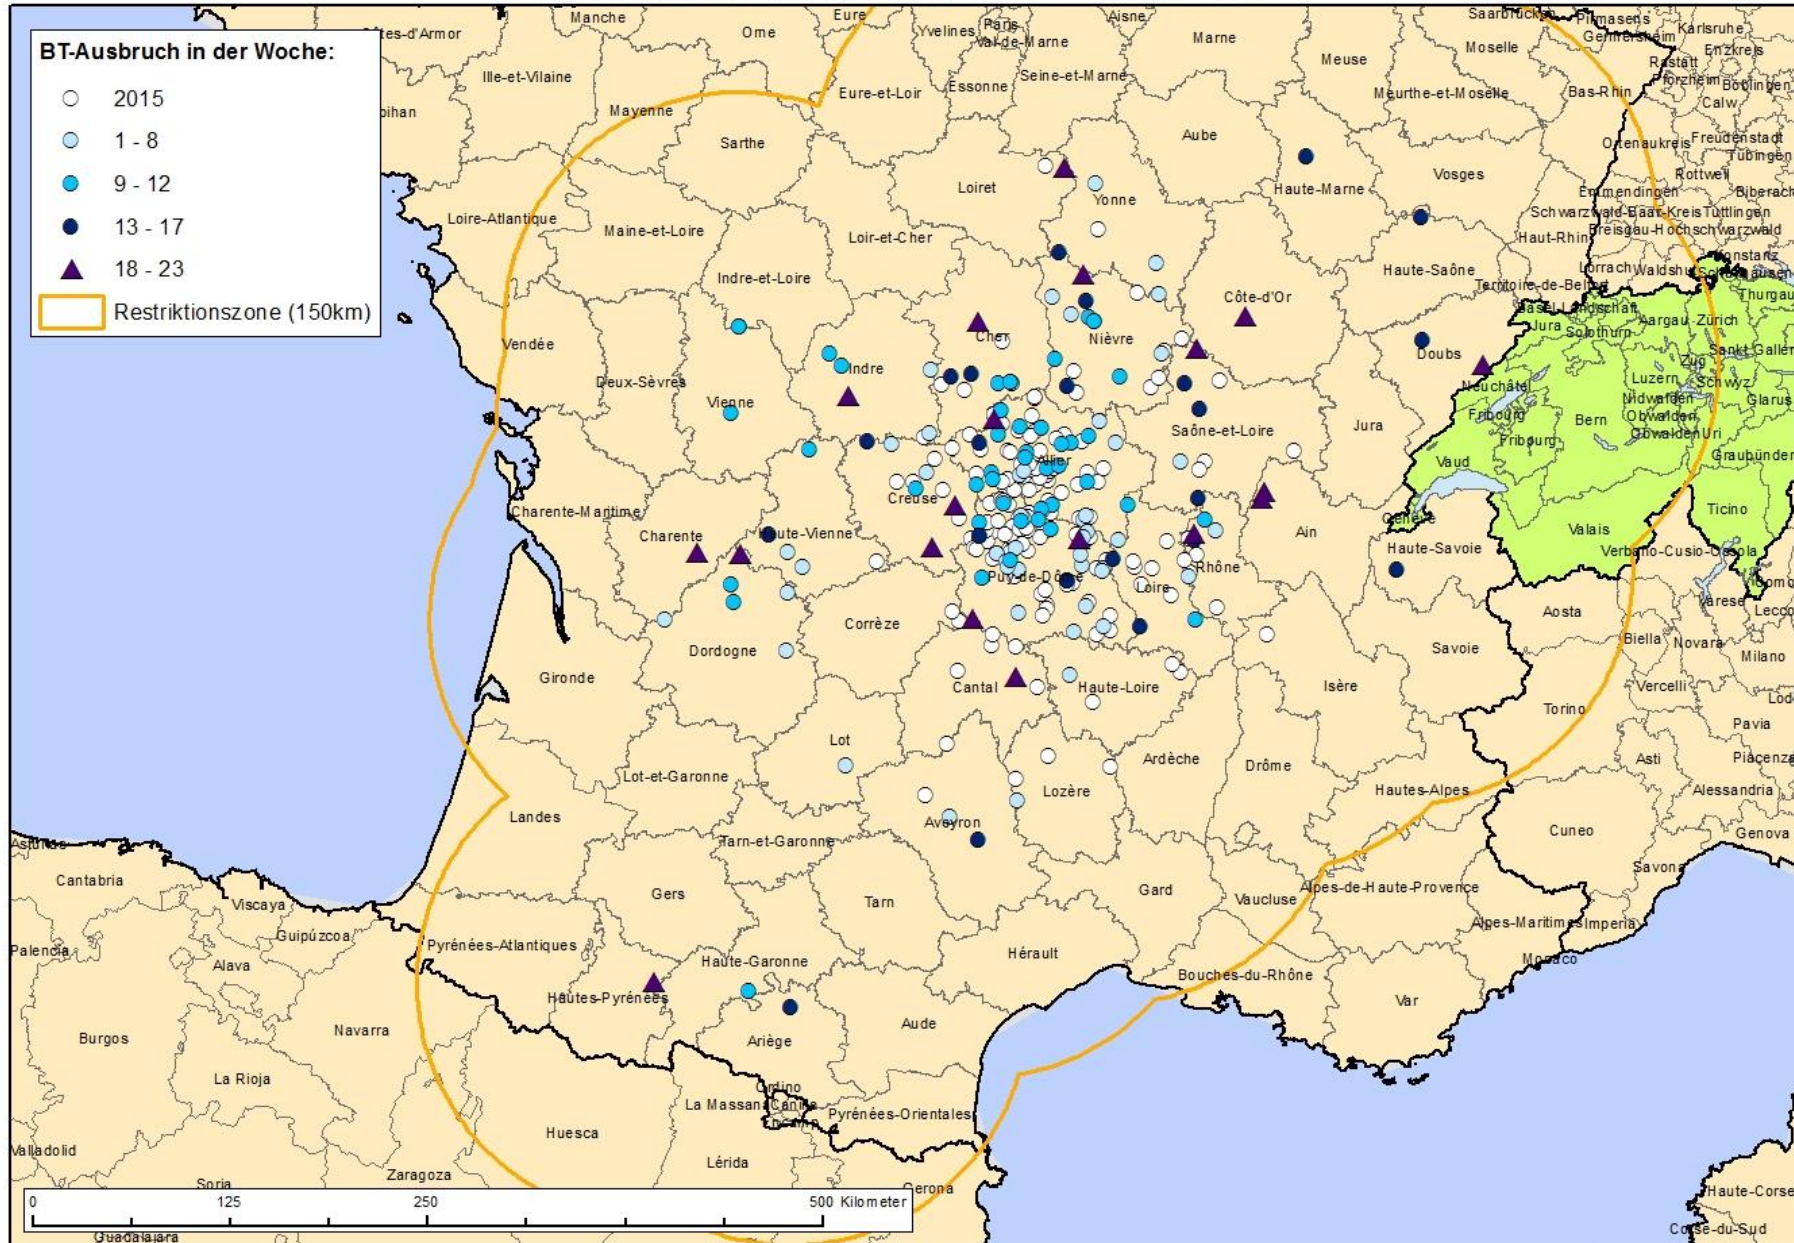 BT-Ausbruch in der Woche:
2015
1 - 8
9 - 12
13 - 17
18 - 23
Restriktionszone (150km)
Manche
Eure
Paris
Aisne
Saarbrücken
Pirmasens
Orne
Yvelines
Val-de-Marne
Marne
Germersheim
Karlsruhe
Moselle
Enzkreis
Ille-et-Vilaine
Essonne
Seine-et-Marne
Meuse
Rastatt
Pforzheim
Böblingen
Mayenne
Eure-et-Loir
Meurthe-et-Moselle
Bas-Rhin
Calw
Sarthe
Aube
Ortenaukreis
Freudenstadt
Tübingen
Loiret
Haute-Marne
Vosges
Rottweil
Yonne
Emmendingen
Biberach
Loire-Atlantique
Maine-et-Loire
Loir-et-Cher
Schwarzwald-Baar-Kreis
Tuttlingen
Haut-Rhin
Breisgau-Hochschwarzwald
Indre-et-Loire
Haute-Saône
Lörrach
Konstanz
Côte-d'Or
Territoire-de-Belfort
Thurgau
Basel-Landschaft
Jura
Solothurn
Aargau
Zürich
Vendée
Cher
Nièvre
Doubs
Sankt Gallen
Zug
Deux-Sèvres
Indre
Neuchâtel
Luzern
Schwyz
Vienne
Nidwalden
Glarus
Fribourg
Bern
Obwalden
Fribourg
Obwalden
Uri
Saône-et-Loire
Jura
Allier
Vaud
Graubünden
Creuse
Charente-Maritime
Genève
Ticino
Charente
Haute-Vienne
Ain
Valais
Haute-Savoie
Verbano-Cusio-Ossola
Puy-de-Dôme
Loire
Rhône
Como
Varese
Lecco
Aosta
Corrèze
Biella
Novara
Dordogne
Savoie
Milano
Gironde
Cantal
Haute-Loire
Isère
Vercelli
Torino
Pavia
Lot
Lot-et-Garonne
Ardèche
Drôme
Asti
Lozère
Hautes-Alpes
Alessandria
Landes
Aveyron
Cuneo
Genova
Tarn-et-Garonne
Cantabria
Savona
Gers
Tarn
Gard
Vaucluse
Alpes-de-Haute-Provence
Viscaya
Guipúzcoa
Alpes-Maritimes
Imperia
Palencia
Pyrénées-Atlantiques
Hérault
Alava
Haute-Garonne
Monaco
Bouches-du-Rhône
Hautes-Pyrénées
Var
Burgos
Navarra
Ariège
Aude
La Rioja
Ordino
La Massana
Canillo
Encamp
Pyrénées-Orientales
Huesca
Valladolid
Lérida
Zaragoza
Soria
Gerona
Haute-Corse
Corse-du-Sud
0 125 250 500 Kilometer
Guadalajara